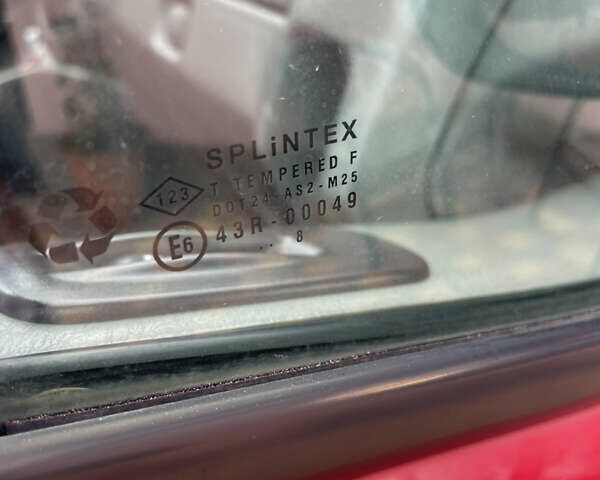 SPLiNTEX
123
T TEMPERED F
DOT24-AS2-M25
E6
43R-00049
.. 8